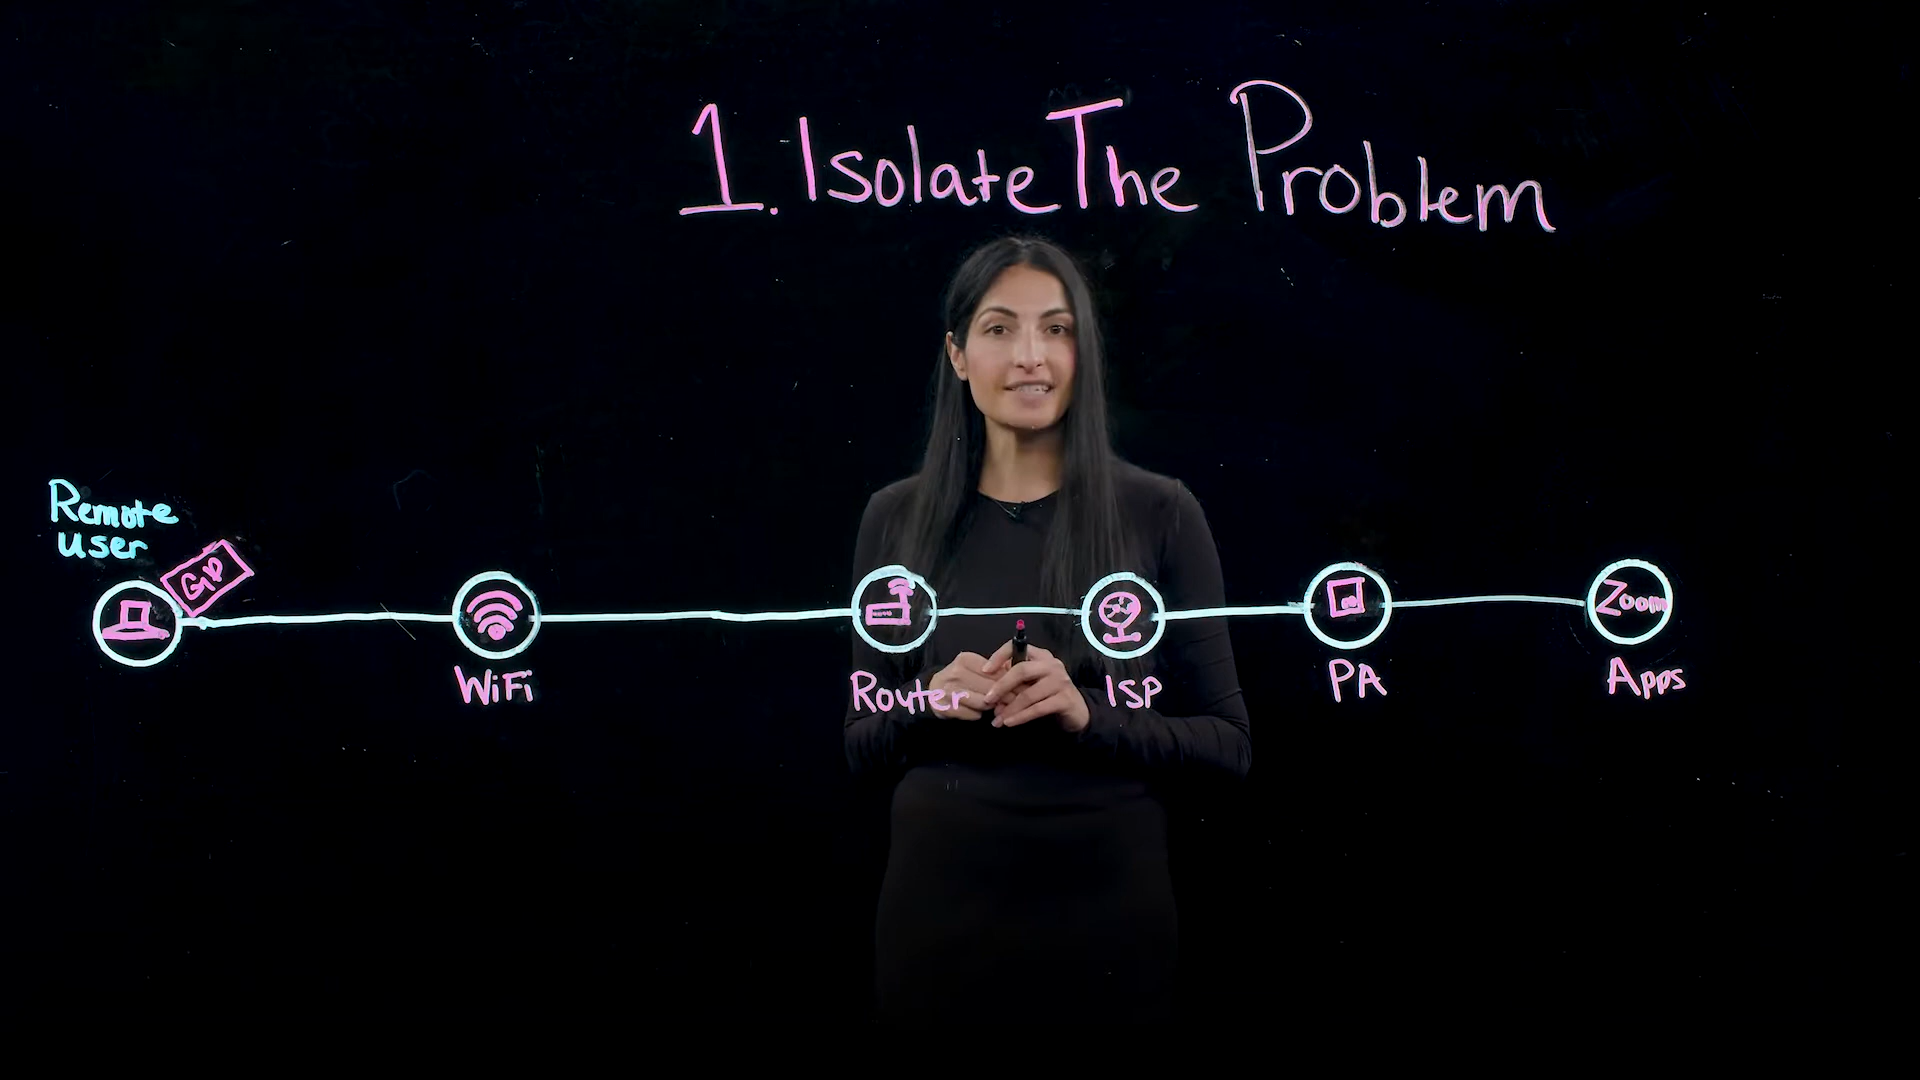 1. Isolate The Problem
Remote
user
GP
Zoom
WiFi
Router
ISP
PA
Apps